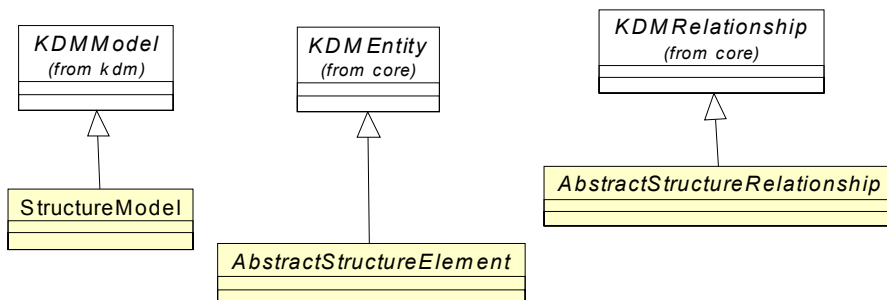 KDMModel
(from kdm)
KDMEntity
(from core)
KDMRelationship
(from core)
StructureModel
AbstractStructureElement
AbstractStructureRelationship